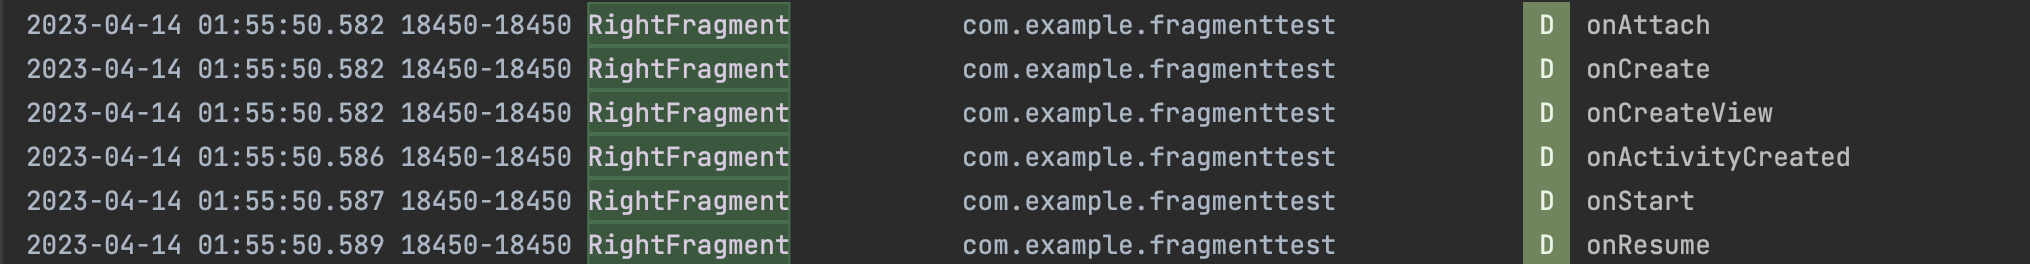 2023-04-14 01:55:50.582 18450-18450 RightFragment com.example.fragmenttest D onAttach
2023-04-14 01:55:50.582 18450-18450 RightFragment com.example.fragmenttest D onCreate
2023-04-14 01:55:50.582 18450-18450 RightFragment com.example.fragmenttest D onCreateView
2023-04-14 01:55:50.586 18450-18450 RightFragment com.example.fragmenttest D onActivityCreated
2023-04-14 01:55:50.587 18450-18450 RightFragment com.example.fragmenttest D onStart
2023-04-14 01:55:50.589 18450-18450 RightFragment com.example.fragmenttest D onResume